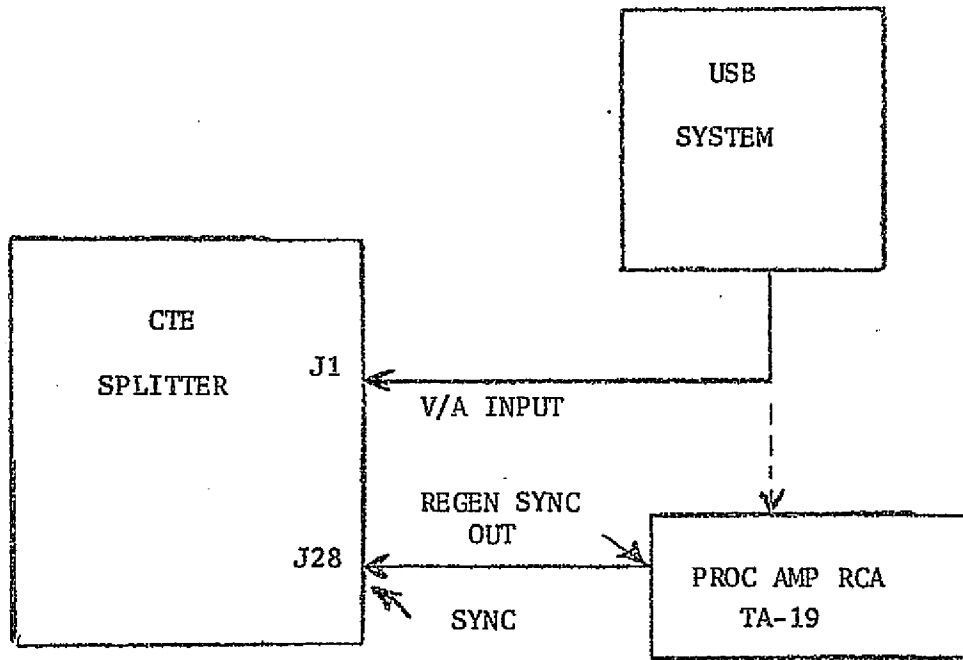 USB
SYSTEM
CTE
SPLITTER
J1
V/A INPUT
REGEN SYNC
OUT
J28
SYNC
PROC AMP RCA
TA-19